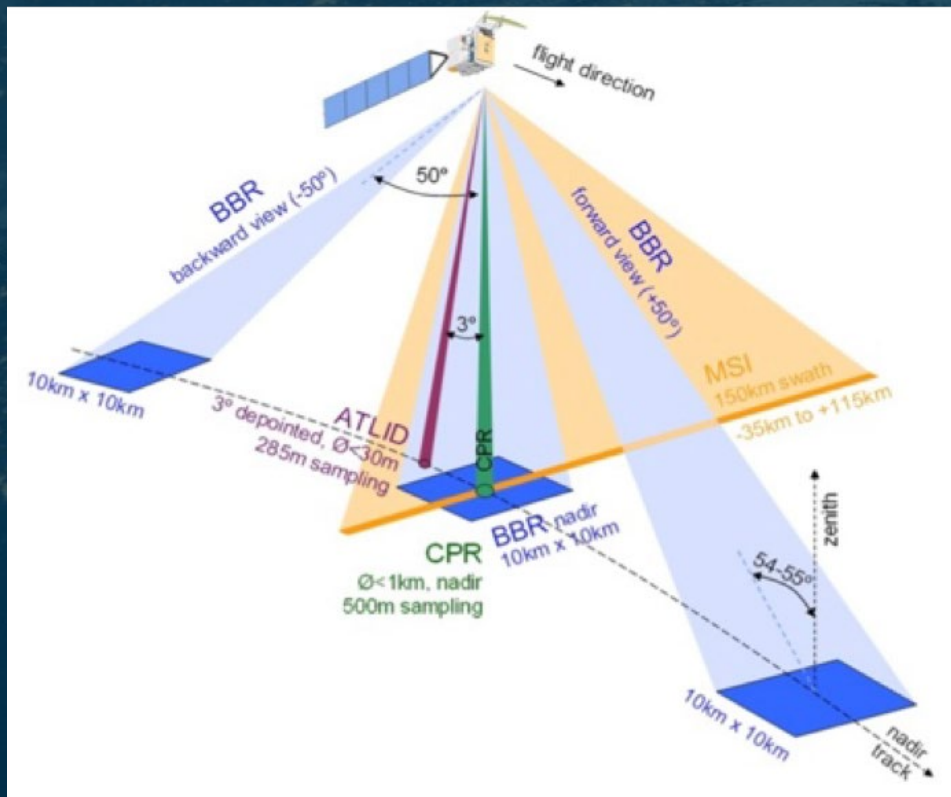 flight direction
50°
BBR
backward view (-50°)
BBR
forward view (+50°)
3°
MSI
150km swath
-35km to +115km
10km x 10km
ATLID
3° depointed, Ø<30m
285m sampling
CPR
BBR nadir
10km x 10km
CPR
Ø<1km, nadir
500m sampling
zenith
54-55°
10km x 10km
nadir
track